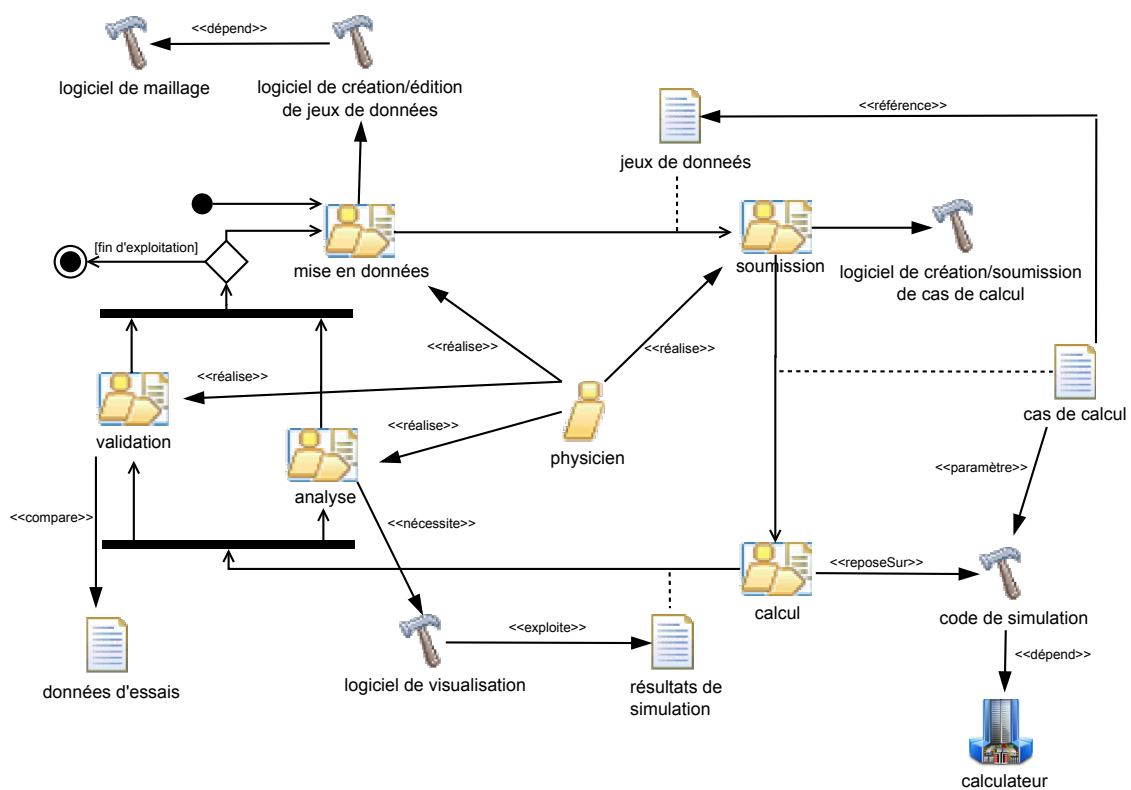 <<dépend>>
logiciel de maillage
logiciel de création/édition
de jeux de données
<<référence>>
jeux de donneés
[fin d'exploitation]
mise en données
soumission
logiciel de création/soumission
de cas de calcul
<<réalise>>
<<réalise>>
<<réalise>>
cas de calcul
<<réalise>>
validation
physicien
<<paramètre>>
analyse
<<compare>>
<<nécessite>>
<<reposeSur>>
calcul
code de simulation
<<exploite>>
<<dépend>>
données d'essais
logiciel de visualisation
résultats de
simulation
calculateur